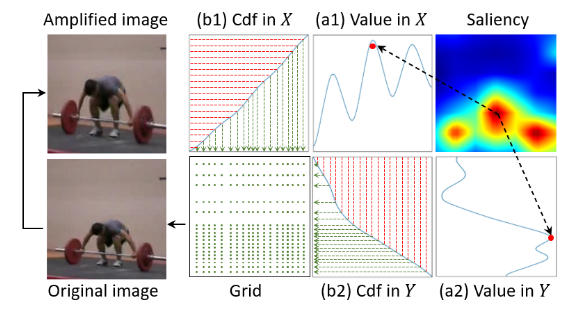 Amplified image (b1) Cdf in X (a1) Value in X Saliency
Original image Grid (b2) Cdf in Y (a2) Value in Y